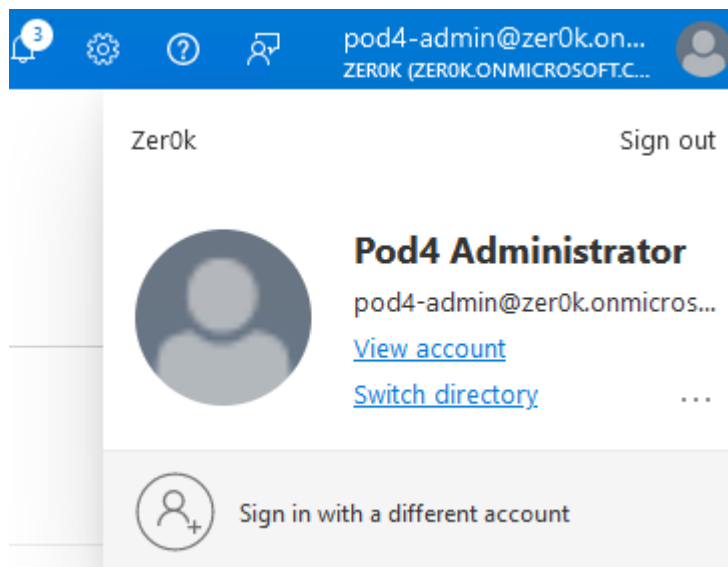 3
pod4-admin@zer0k.on...
ZER0K (ZER0K.ONMICROSOFT.C...
Zer0k
Sign out
Pod4 Administrator
pod4-admin@zer0k.onmicros...
View account
Switch directory
...
Sign in with a different account